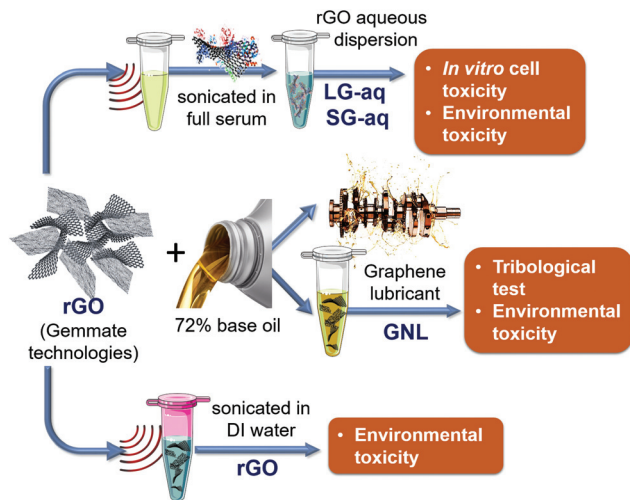 rGO aqueous
dispersion
sonicated in
full serum
LG-aq
SG-aq
• In vitro cell
toxicity
• Environmental
toxicity
rGO
(Gemmate
technologies)
+
72% base oil
Graphene
lubricant
GNL
• Tribological
test
• Environmental
toxicity
sonicated in
DI water
rGO
• Environmental
toxicity